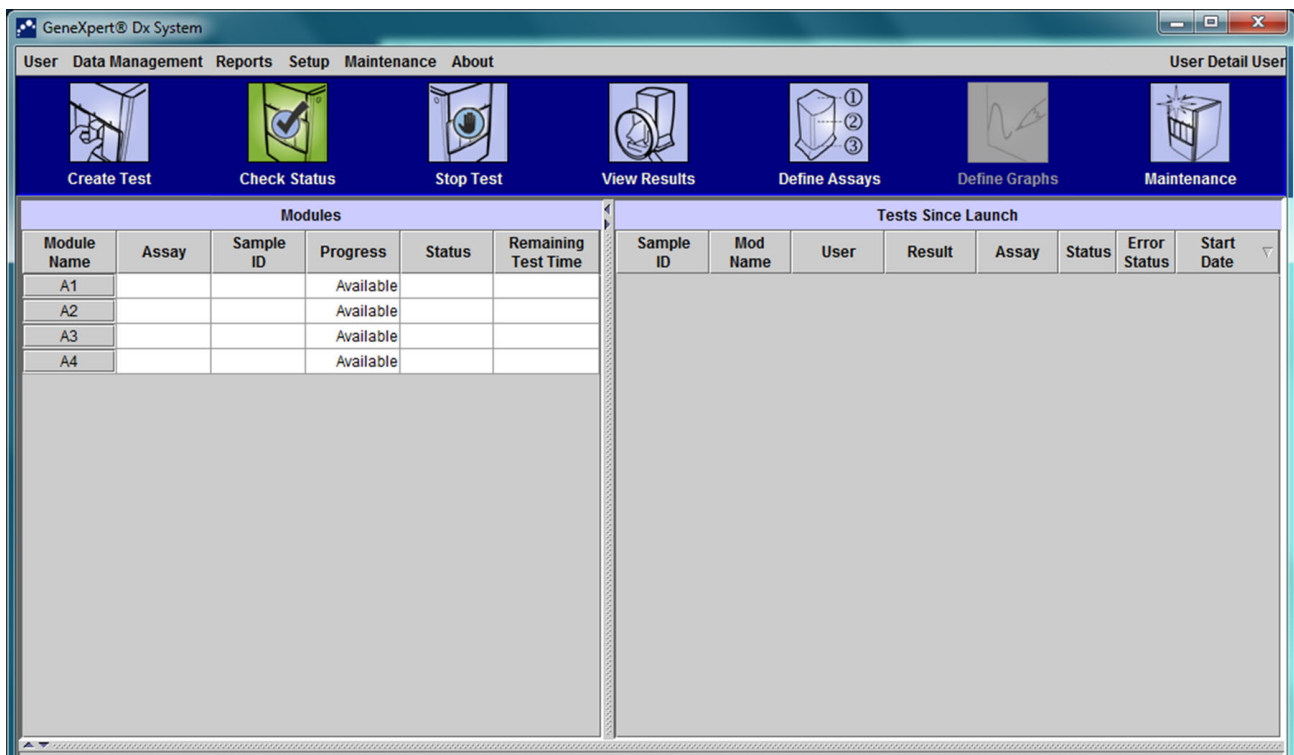 GeneXpert® Dx System
User Data Management Reports Setup Maintenance About User Detail User
① ② ③
Create Test Check Status Stop Test View Results Define Assays Define Graphs Maintenance
Modules
Module Name Assay Sample ID Progress Status Remaining Test Time
A1 Available
A2 Available
A3 Available
A4 Available
Tests Since Launch
Sample ID Mod Name User Result Assay Status Error Status Start Date